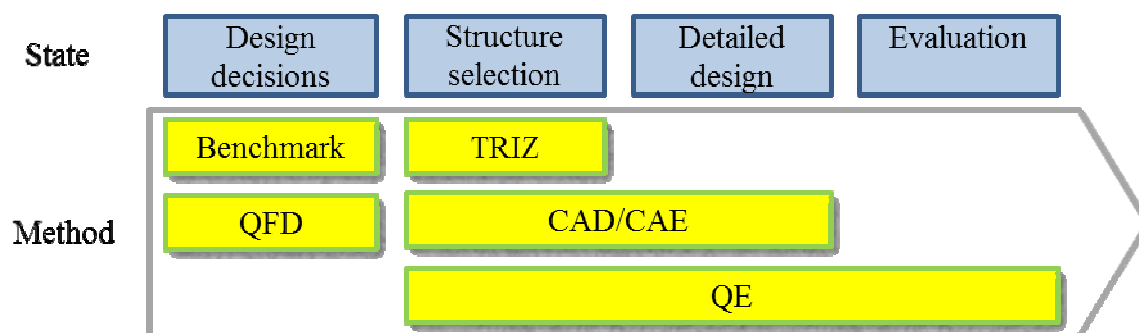 State
Design
decisions
Structure
selection
Detailed
design
Evaluation
Benchmark
TRIZ
Method
QFD
CAD/CAE
QE